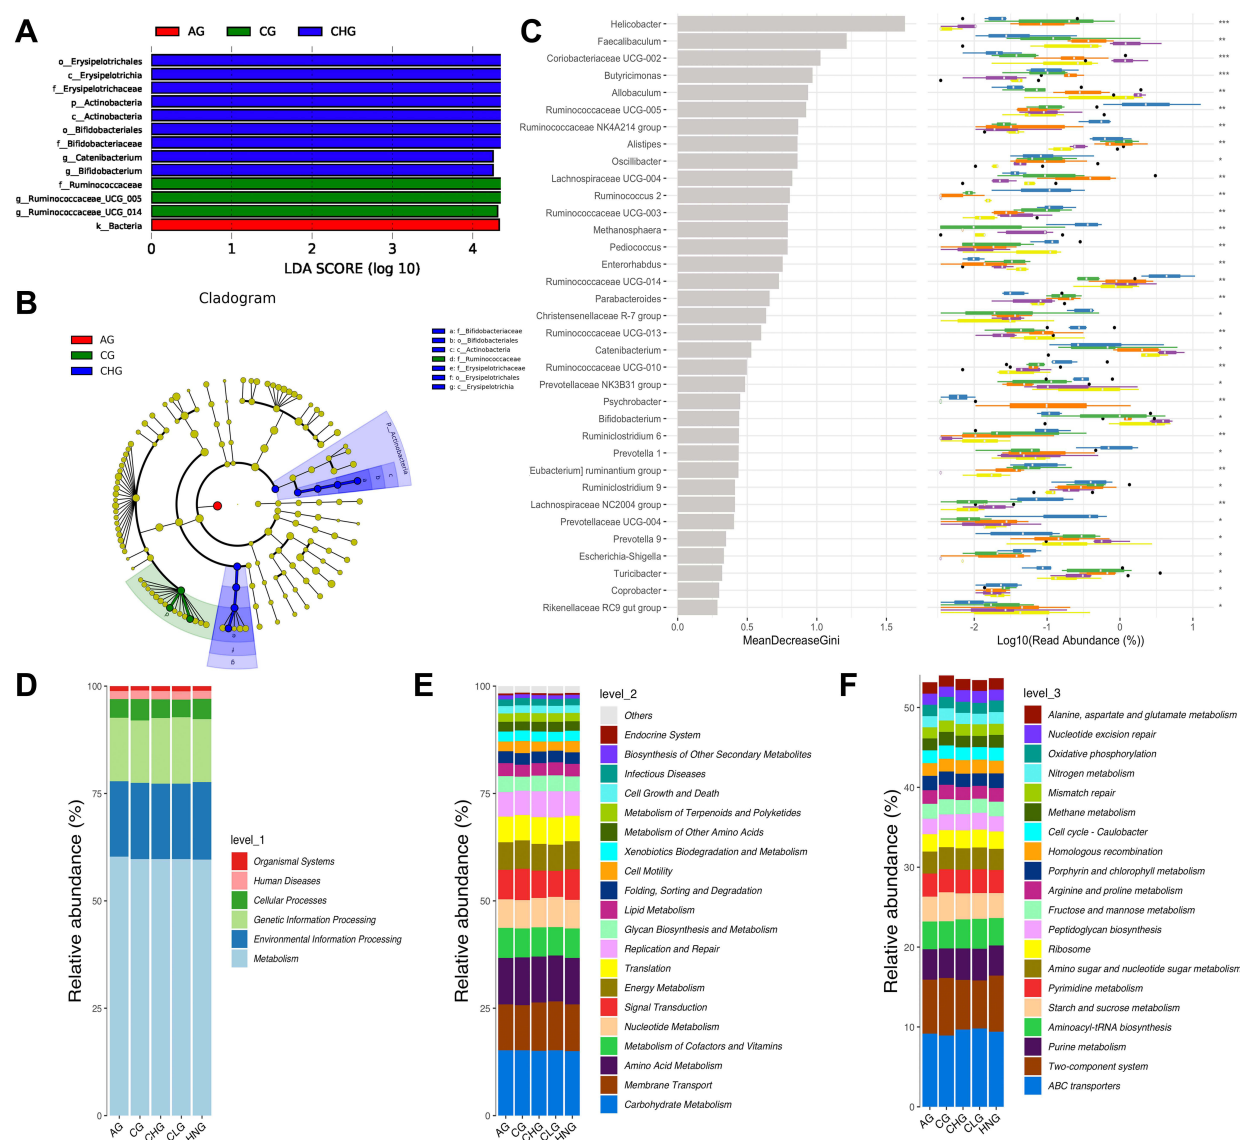 A
AG
CG
CHG
o__Erysipelotrichales
c__Erysipelotrichia
f__Erysipelotrichaceae
p__Actinobacteria
c__Actinobacteria
o__Bifidobacteriales
f__Bifidobacteriaceae
g__Catenibacterium
g__Bifidobacterium
f__Ruminococcaceae
g__Ruminococcaceae_UCG_005
g__Ruminococcaceae_UCG_014
k__Bacteria
0 1 2 3 4
LDA SCORE (log 10)
B
Cladogram
AG
CG
CHG
a: f__Bifidobacteriaceae
b: o__Bifidobacteriales
c: c__Actinobacteria
d: f__Ruminococcaceae
e: f__Erysipelotrichaceae
f: o__Erysipelotrichales
g: c__Erysipelotrichia
p__Actinobacteria
a
b
c
e
f
g
C
Helicobacter ***
Faecalibaculum **
Coriobacteriaceae UCG-002 ***
Butyricimonas ***
Allobaculum **
Ruminococcaceae UCG-005 **
Ruminococcaceae NK4A214 group **
Alistipes **
Oscillibacter *
Lachnospiraceae UCG-004 **
Ruminococcus 2 **
Ruminococcaceae UCG-003 **
Methanosphaera **
Pediococcus **
Enterorhabdus **
Ruminococcaceae UCG-014 **
Parabacteroides **
Christensenellaceae R-7 group *
Ruminococcaceae UCG-013 **
Catenibacterium *
Ruminococcaceae UCG-010 **
Prevotellaceae NK3B31 group *
Psychrobacter **
Bifidobacterium *
Ruminiclostridium 6 **
Prevotella 1 *
Eubacterium] ruminantium group **
Ruminiclostridium 9 *
Lachnospiraceae NC2004 group **
Prevotellaceae UCG-004 *
Prevotella 9 *
Escherichia-Shigella *
Turicibacter *
Coprobacter *
Rikenellaceae RC9 gut group *
0.0 0.5 1.0 1.5
MeanDecreaseGini
-2 -1 0 1
Log10(Read Abundance (%))
D
Relative abundance (%)
100
75
50
25
0
AG CG CHG CLG HNG
level_1
Organismal Systems
Human Diseases
Cellular Processes
Genetic Information Processing
Environmental Information Processing
Metabolism
E
Relative abundance (%)
100
75
50
25
0
AG CG CHG CLG HNG
level_2
Others
Endocrine System
Biosynthesis of Other Secondary Metabolites
Infectious Diseases
Cell Growth and Death
Metabolism of Terpenoids and Polyketides
Metabolism of Other Amino Acids
Xenobiotics Biodegradation and Metabolism
Cell Motility
Folding, Sorting and Degradation
Lipid Metabolism
Glycan Biosynthesis and Metabolism
Replication and Repair
Translation
Energy Metabolism
Signal Transduction
Nucleotide Metabolism
Metabolism of Cofactors and Vitamins
Amino Acid Metabolism
Membrane Transport
Carbohydrate Metabolism
F
Relative abundance (%)
50
40
30
20
10
0
AG CG CHG CLG HNG
level_3
Alanine, aspartate and glutamate metabolism
Nucleotide excision repair
Oxidative phosphorylation
Nitrogen metabolism
Mismatch repair
Methane metabolism
Cell cycle - Caulobacter
Homologous recombination
Porphyrin and chlorophyll metabolism
Arginine and proline metabolism
Fructose and mannose metabolism
Peptidoglycan biosynthesis
Ribosome
Amino sugar and nucleotide sugar metabolism
Pyrimidine metabolism
Starch and sucrose metabolism
Aminoacyl-tRNA biosynthesis
Purine metabolism
Two-component system
ABC transporters